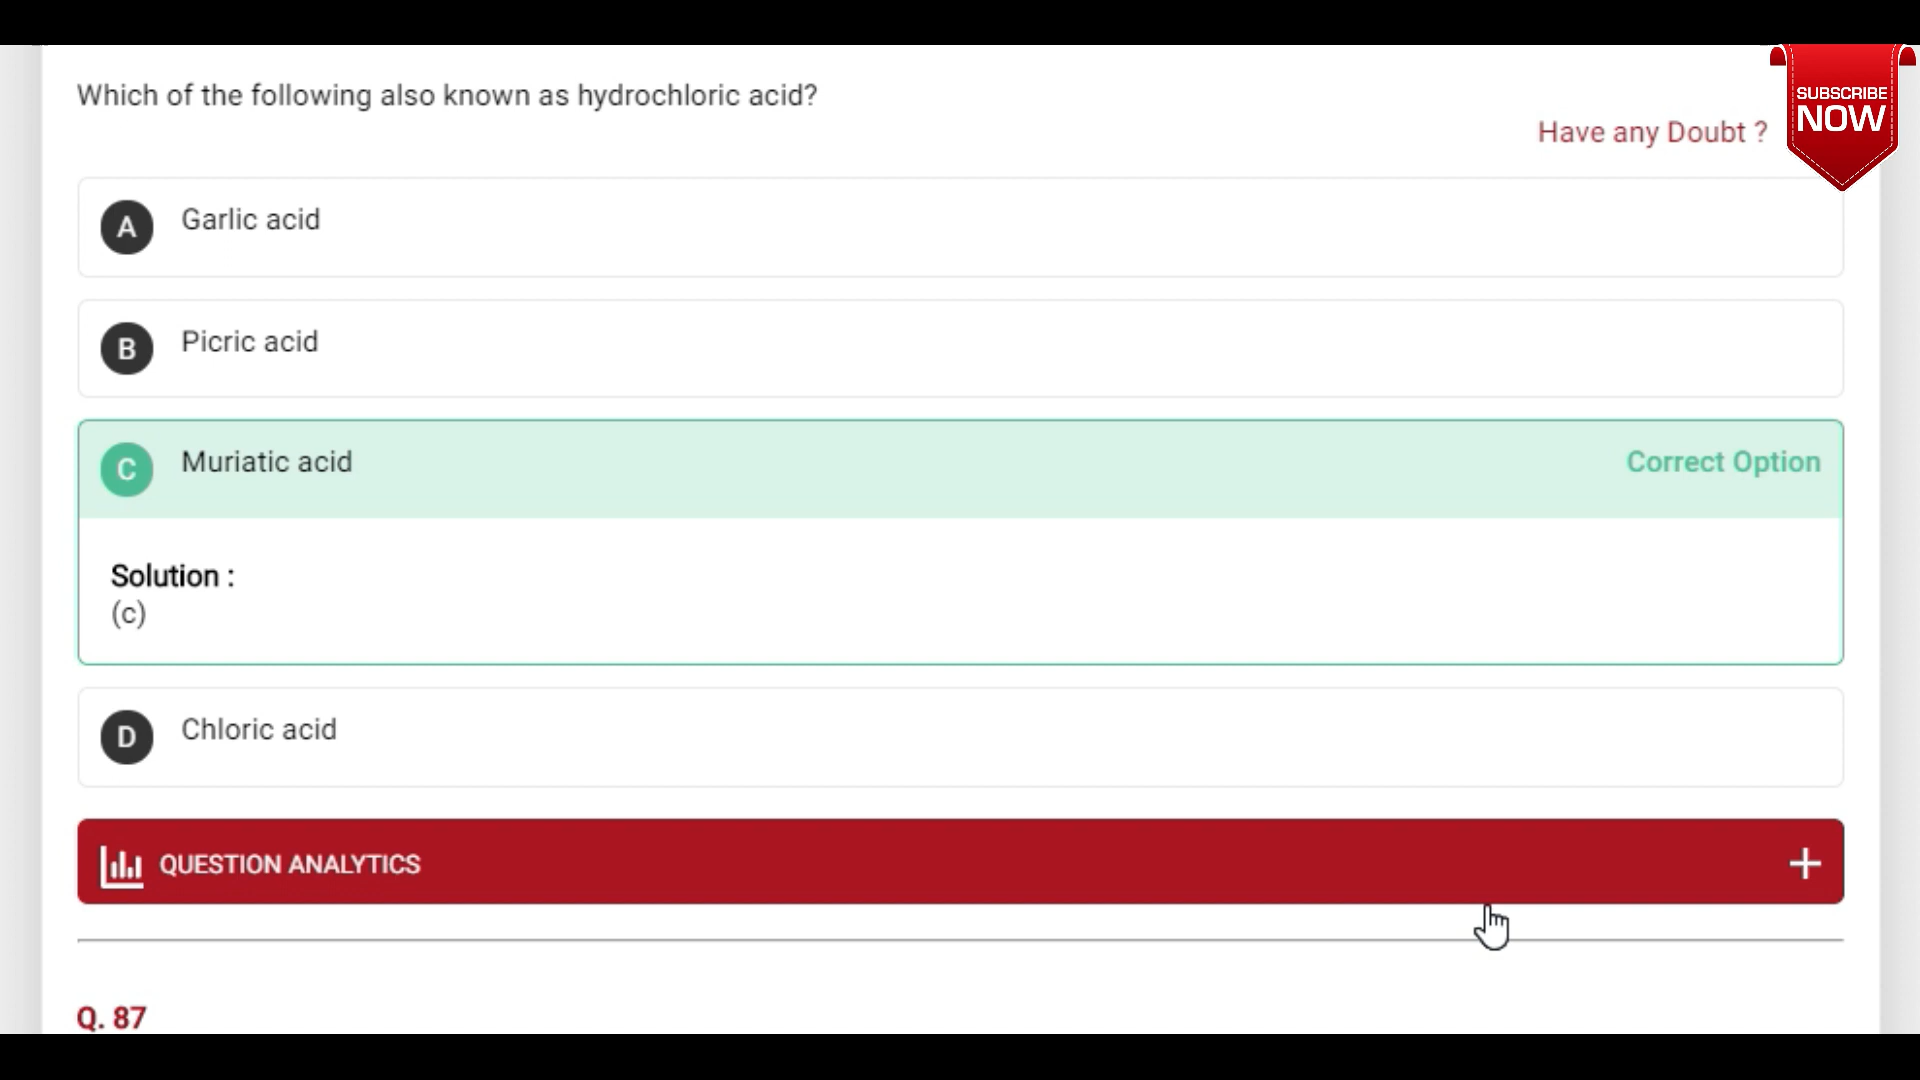 Which of the following also known as hydrochloric acid?
SUBSCRIBE
NOW
Have any Doubt ?
A Garlic acid
B Picric acid
C Muriatic acid Correct Option
Solution :
(c)
D Chloric acid
QUESTION ANALYTICS +
Q. 87